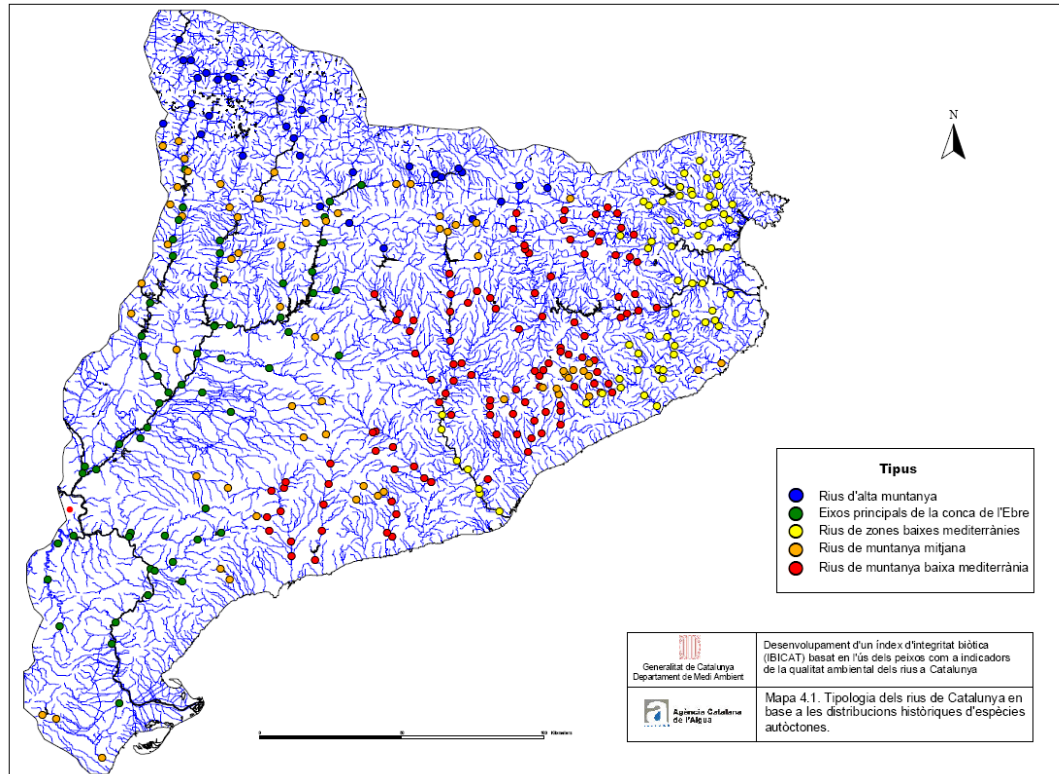 N
Tipus
Rius d'alta muntanya
Eixos principals de la conca de l'Ebre
Rius de zones baixes mediterrànies
Rius de muntanya mitjana
Rius de muntanya baixa mediterrània
Generalitat de Catalunya
Departament de Medi Ambient
Desenvolupament d'un índex d'integritat biòtica
(IBICAT) basat en l'ús dels peixos com a indicadors
de la qualitat ambiental dels rius a Catalunya
Agència Catalana
de l'Aigua
Mapa 4.1. Tipologia dels rius de Catalunya en
base a les distribucions històriques d'espècies
autòctones.